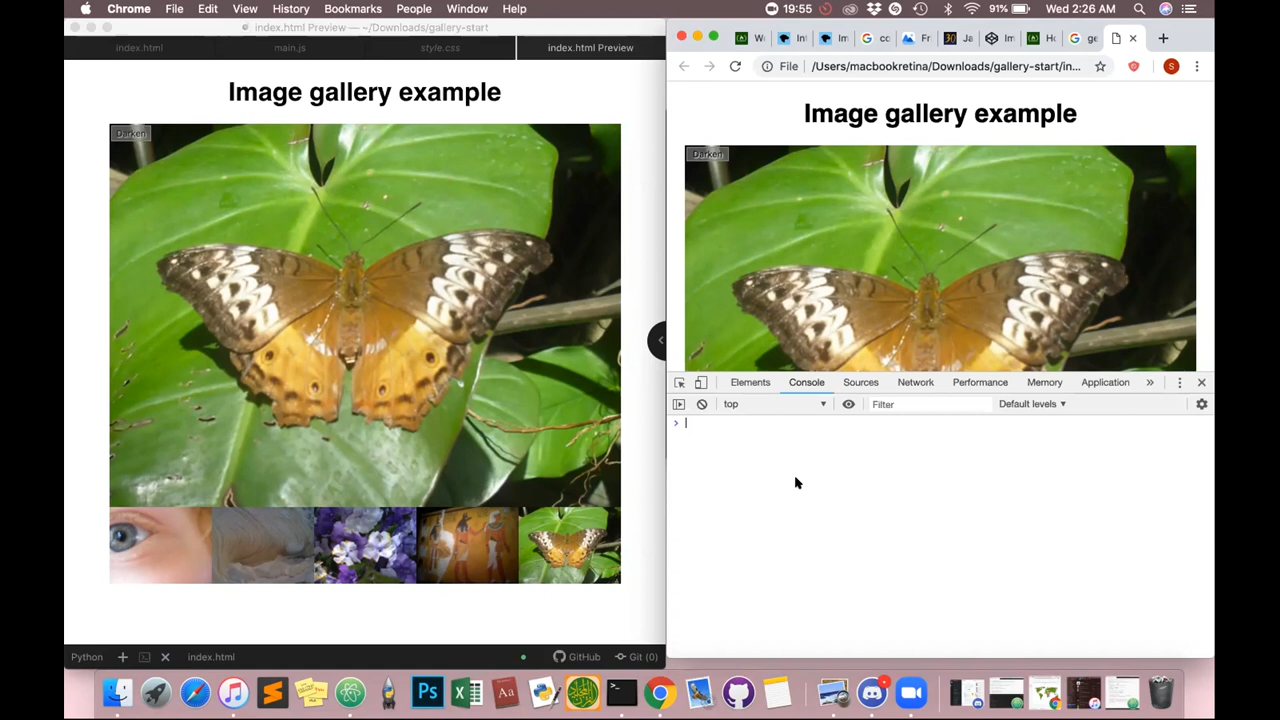 Chrome File Edit View History Bookmarks People Window Help
19:55 91% Wed 2:26 AM
index.html Preview — ~/Downloads/gallery-start
index.html main.js style.css index.html Preview
Image gallery example
Darken
Python index.html GitHub Git (0)
File /Users/macbookretina/Downloads/gallery-start/in... S
Image gallery example
Darken
Elements Console Sources Network Performance Memory Application »
top Filter Default levels
>
Ps Aa